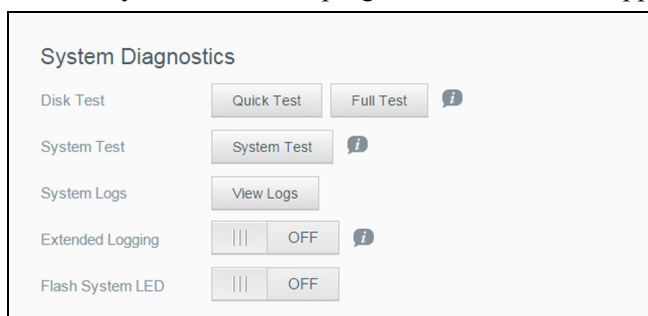 System Diagnostics
Disk Test Quick Test Full Test i
System Test System Test i
System Logs View Logs
Extended Logging OFF i
Flash System LED OFF